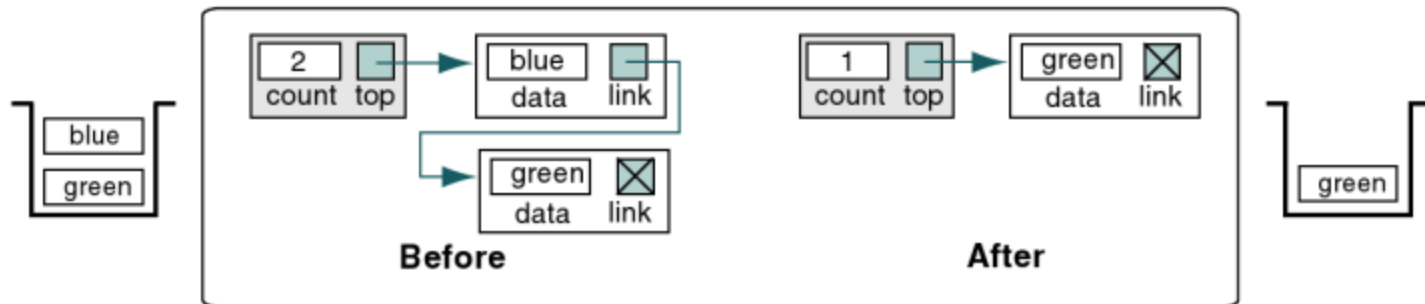 blue
green
2
count top
blue
data link
green
data link
Before
1
count top
green
data link
After
green